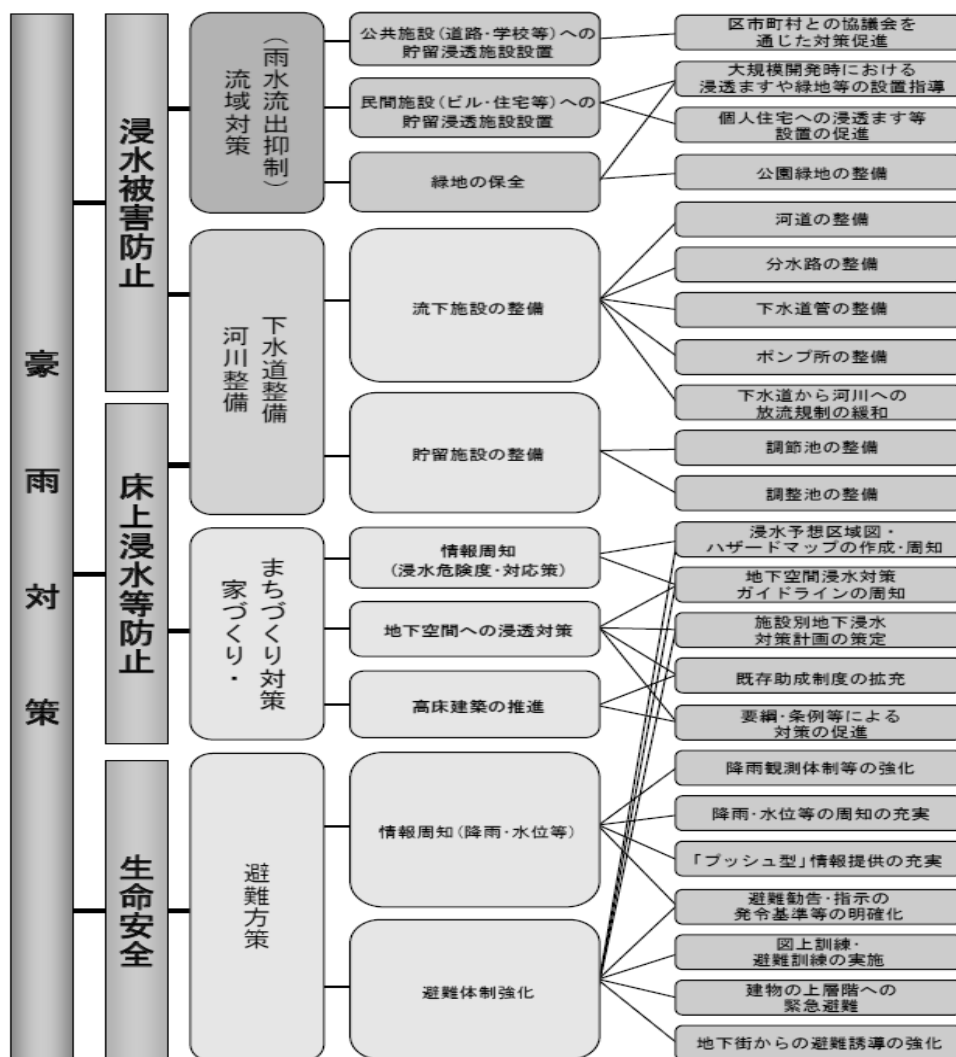 豪雨対策
浸水被害防止
床上浸水等防止
生命安全
流域対策
（雨水流出抑制）
河川整備
下水道整備
家づくり・
まちづくり対策
避難方策
公共施設（道路・学校等）への
貯留浸透施設設置
民間施設（ビル・住宅等）への
貯留浸透施設設置
緑地の保全
流下施設の整備
貯留施設の整備
情報周知
（浸水危険度・対応策）
地下空間への浸透対策
高床建築の推進
情報周知（降雨・水位等）
避難体制強化
区市町村との協議会を
通じた対策促進
大規模開発時における
浸透ますや緑地等の設置指導
個人住宅への浸透ます等
設置の促進
公園緑地の整備
河道の整備
分水路の整備
下水道管の整備
ポンプ所の整備
下水道から河川への
放流規制の緩和
調節池の整備
調整池の整備
浸水予想区域図・
ハザードマップの作成・周知
地下空間浸水対策
ガイドラインの周知
施設別地下浸水
対策計画の策定
既存助成制度の拡充
要綱・条例等による
対策の促進
降雨観測体制等の強化
降雨・水位等の周知の充実
「プッシュ型」情報提供の充実
避難勧告・指示の
発令基準等の明確化
図上訓練・
避難訓練の実施
建物の上層階への
緊急避難
地下街からの避難誘導の強化